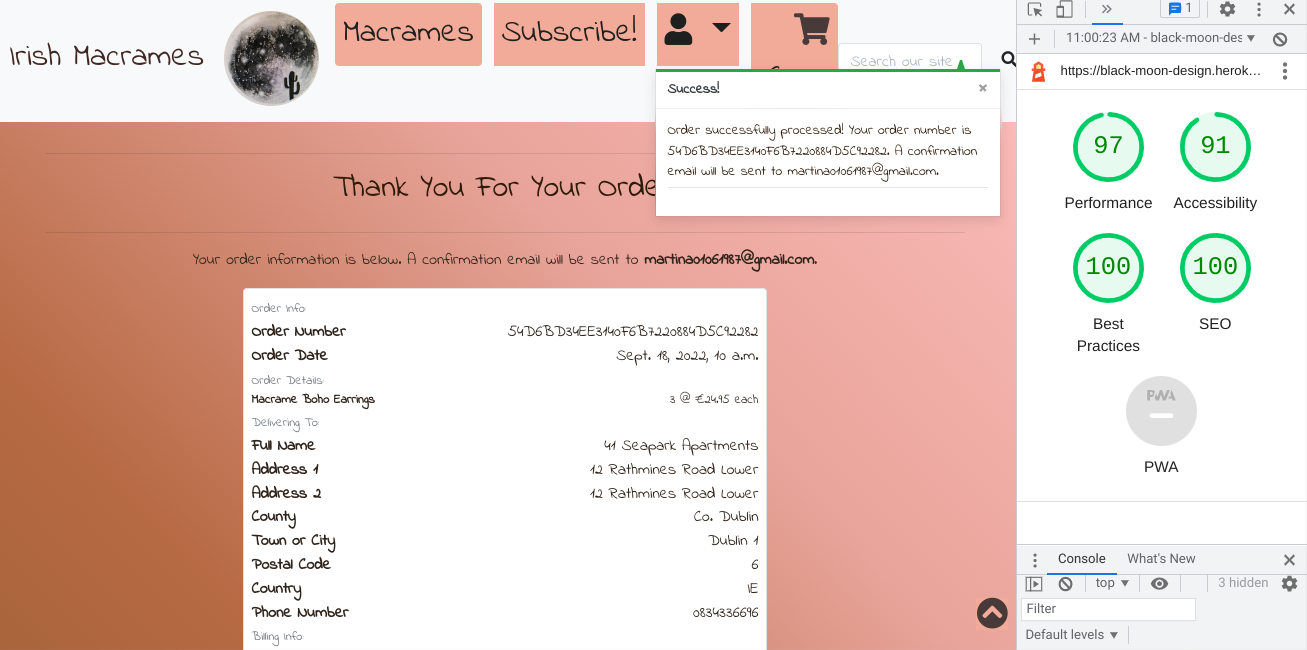 Irish Macrames
Macrames
Subscribe!
Search our site
Success!
×
Order successfully processed! Your order number is
54D6BD34EE3140F6B7220884D5C92282. A confirmation
email will be sent to martina01061987@gmail.com.
Thank You For Your Orde
Your order information is below. A confirmation email will be sent to martina01061987@gmail.com.
Order Info:
Order Number 54D6BD34EE3140F6B7220884D5C92282
Order Date Sept. 18, 2022, 10 a.m.
Order Details:
Macrame Boho Earrings 3 @ €24.95 each
Delivering To:
Full Name 41 Seapark Apartments
Address 1 12 Rathmines Road Lower
Address 2 12 Rathmines Road Lower
County Co. Dublin
Town or City Dublin 1
Postal Code 6
Country IE
Phone Number 0834336696
Billing Info:
1
11:00:23 AM - black-moon-des
https://black-moon-design.herok...
97 91
Performance Accessibility
100 100
Best
Practices
SEO
PWA
PWA
Console What's New
top 3 hidden
Filter
Default levels